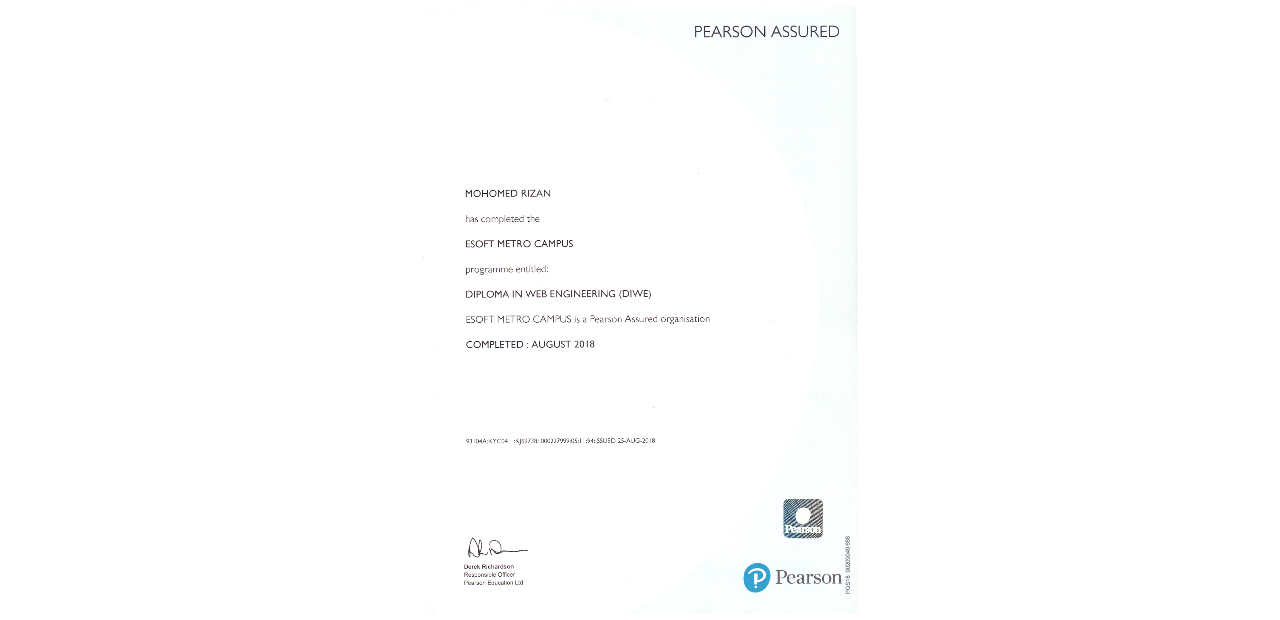 PEARSON ASSURED
MOHOMED RIZAN
has completed the
ESOFT METRO CAMPUS
programme entitled:
DIPLOMA IN WEB ENGINEERING (DIWE)
ESOFT METRO CAMPUS is a Pearson Assured organisation
COMPLETED : AUGUST 2018
ISSUED 25-AUG-2018
Pearson
Derek Richardson
Responsible Officer
Pearson Education Ltd
Pearson